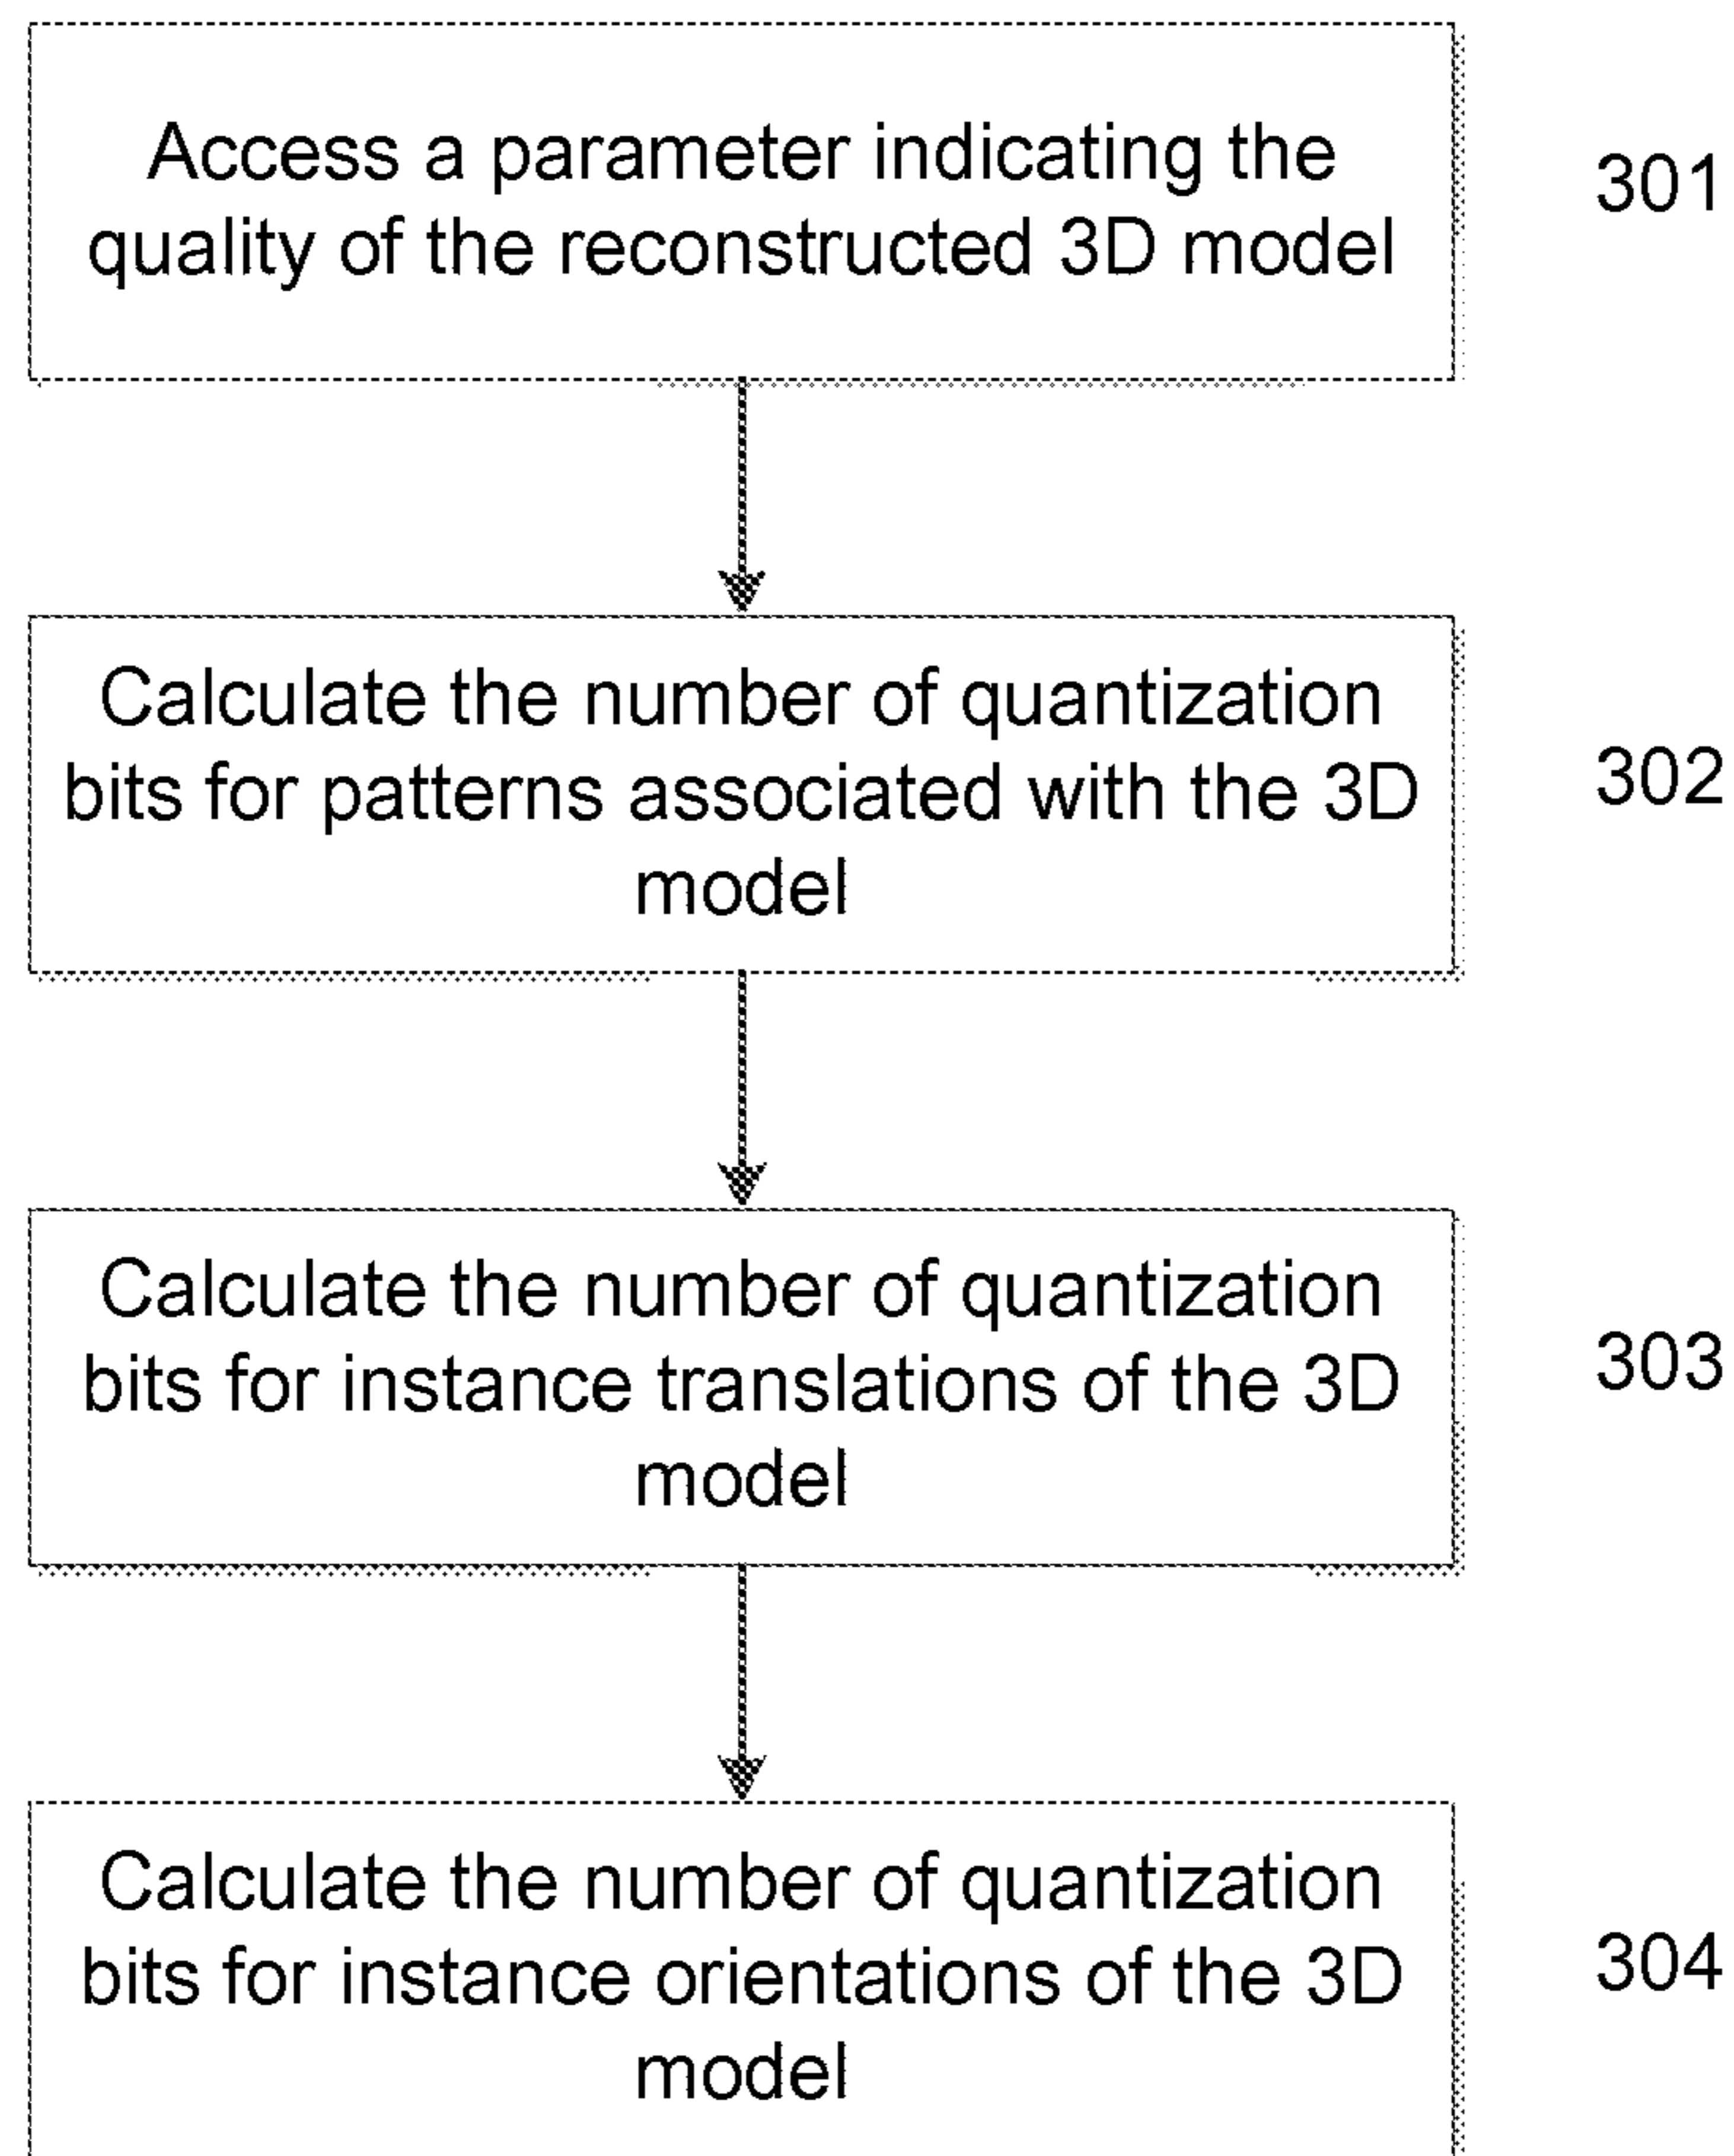 Access a parameter indicating the
quality of the reconstructed 3D model
301
Calculate the number of quantization
bits for patterns associated with the 3D
model
302
Calculate the number of quantization
bits for instance translations of the 3D
model
303
Calculate the number of quantization
bits for instance orientations of the 3D
model
304